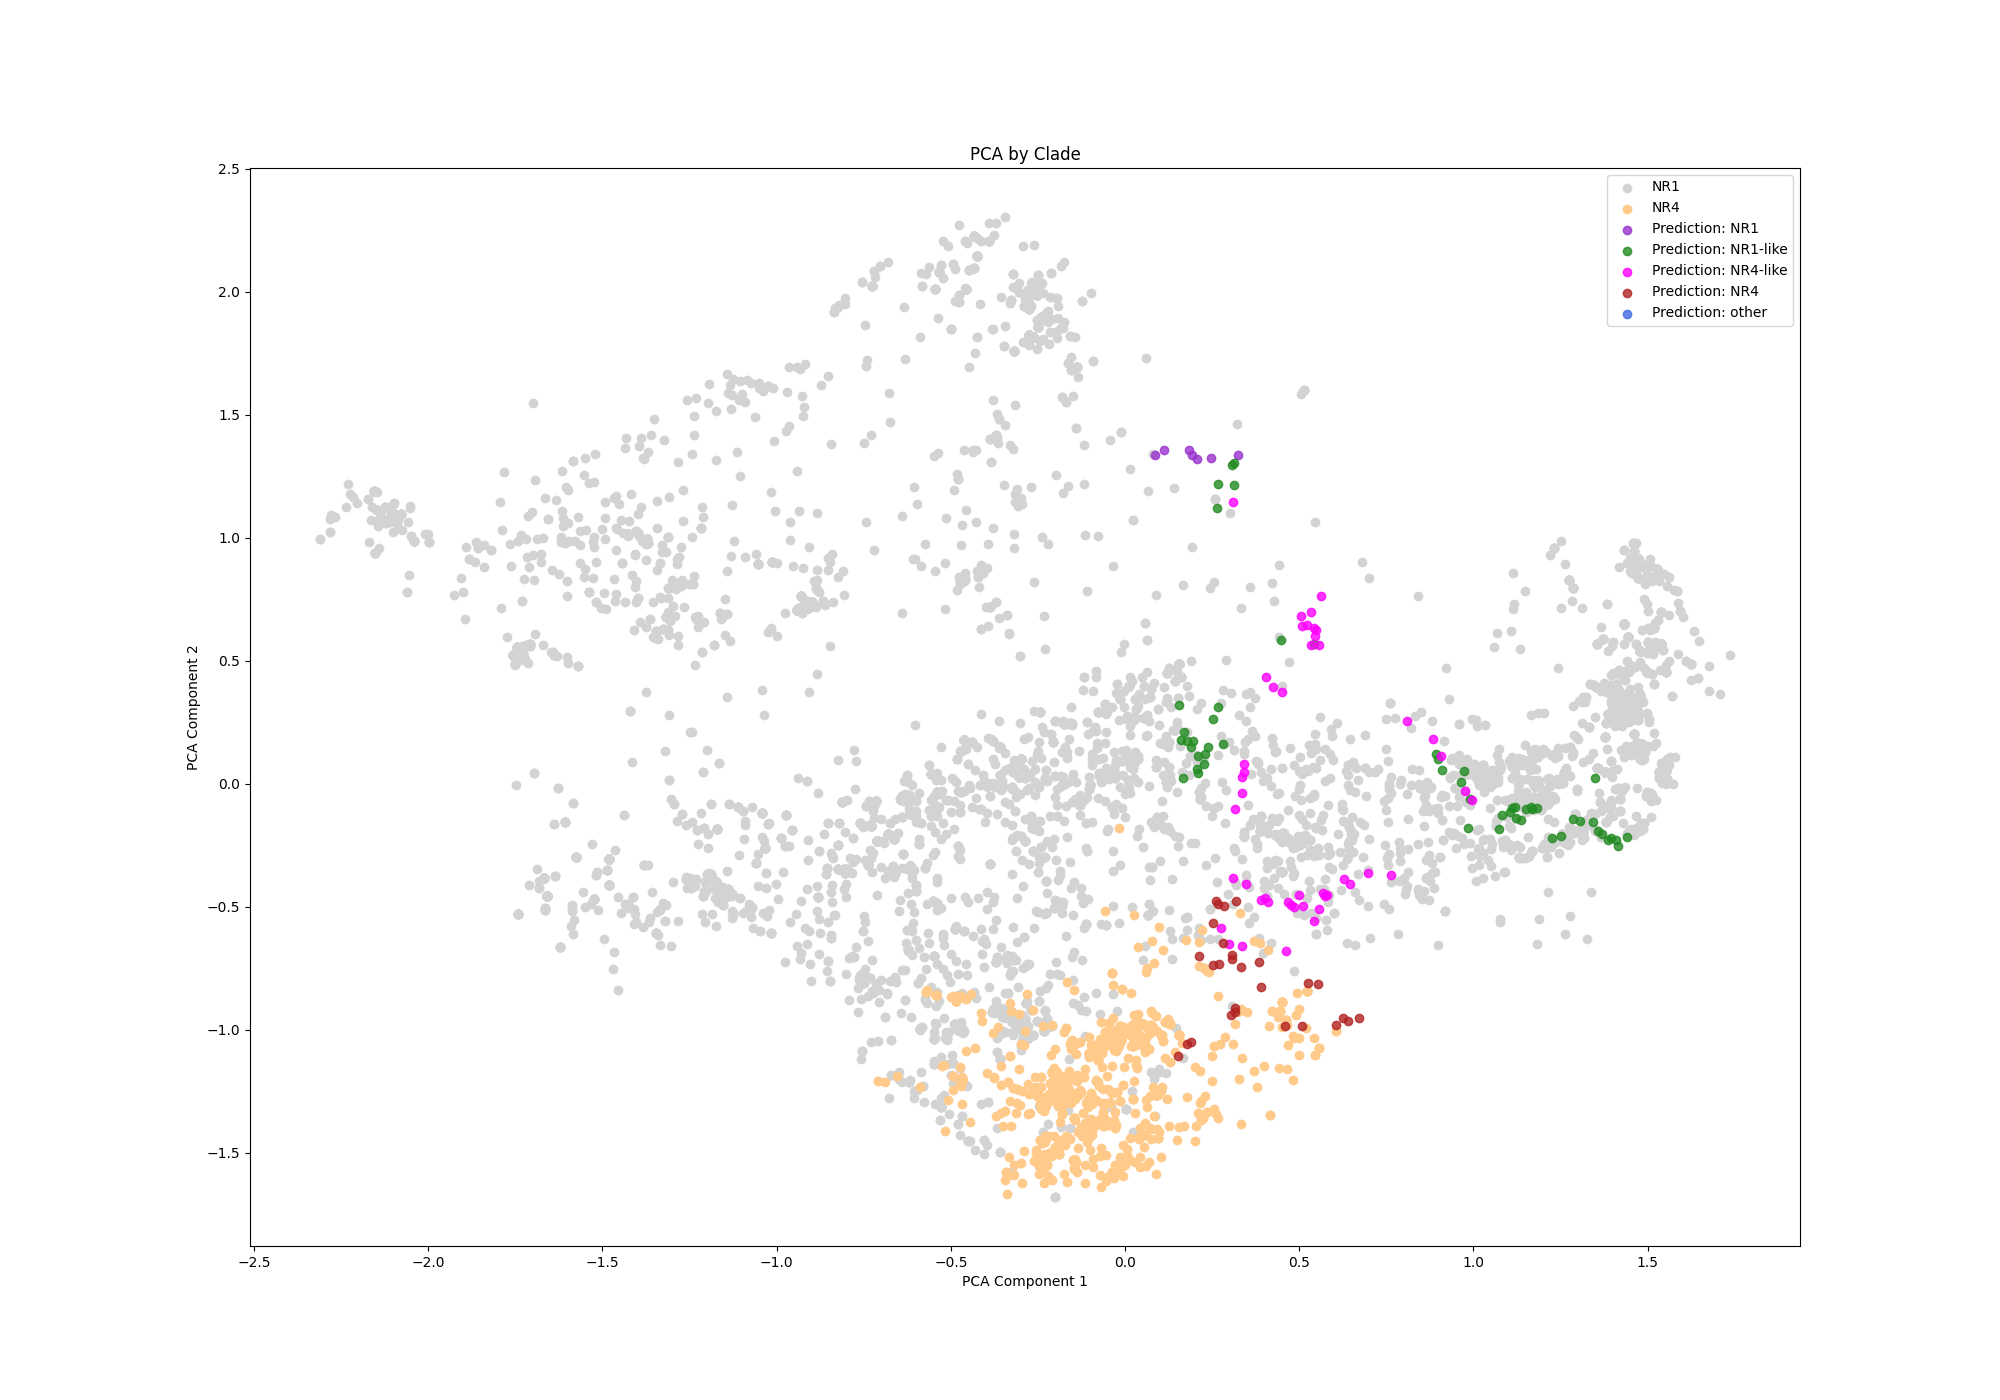 PCA by Clade
NR1
NR4
Prediction: NR1
Prediction: NR1-like
Prediction: NR4-like
Prediction: NR4
Prediction: other
2.5
2.0
1.5
1.0
0.5
0.0
−0.5
−1.0
−1.5
PCA Component 2
−2.5 −2.0 −1.5 −1.0 −0.5 0.0 0.5 1.0 1.5
PCA Component 1